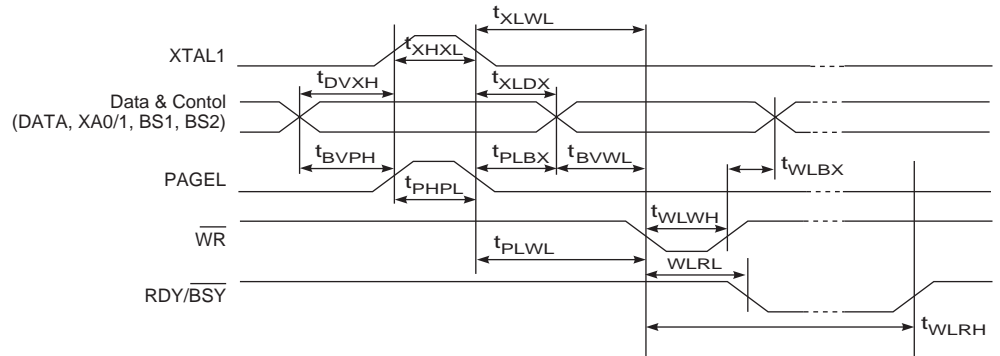 tXLWL
XTAL1
tXHXL
tDVXH
tXLDX
Data & Contol
(DATA, XA0/1, BS1, BS2)
tBVPH
tPLBX
tBVWL
tWLBX
PAGEL
tPHPL
tWLWH
WR
tPLWL
WLRL
RDY/BSY
tWLRH